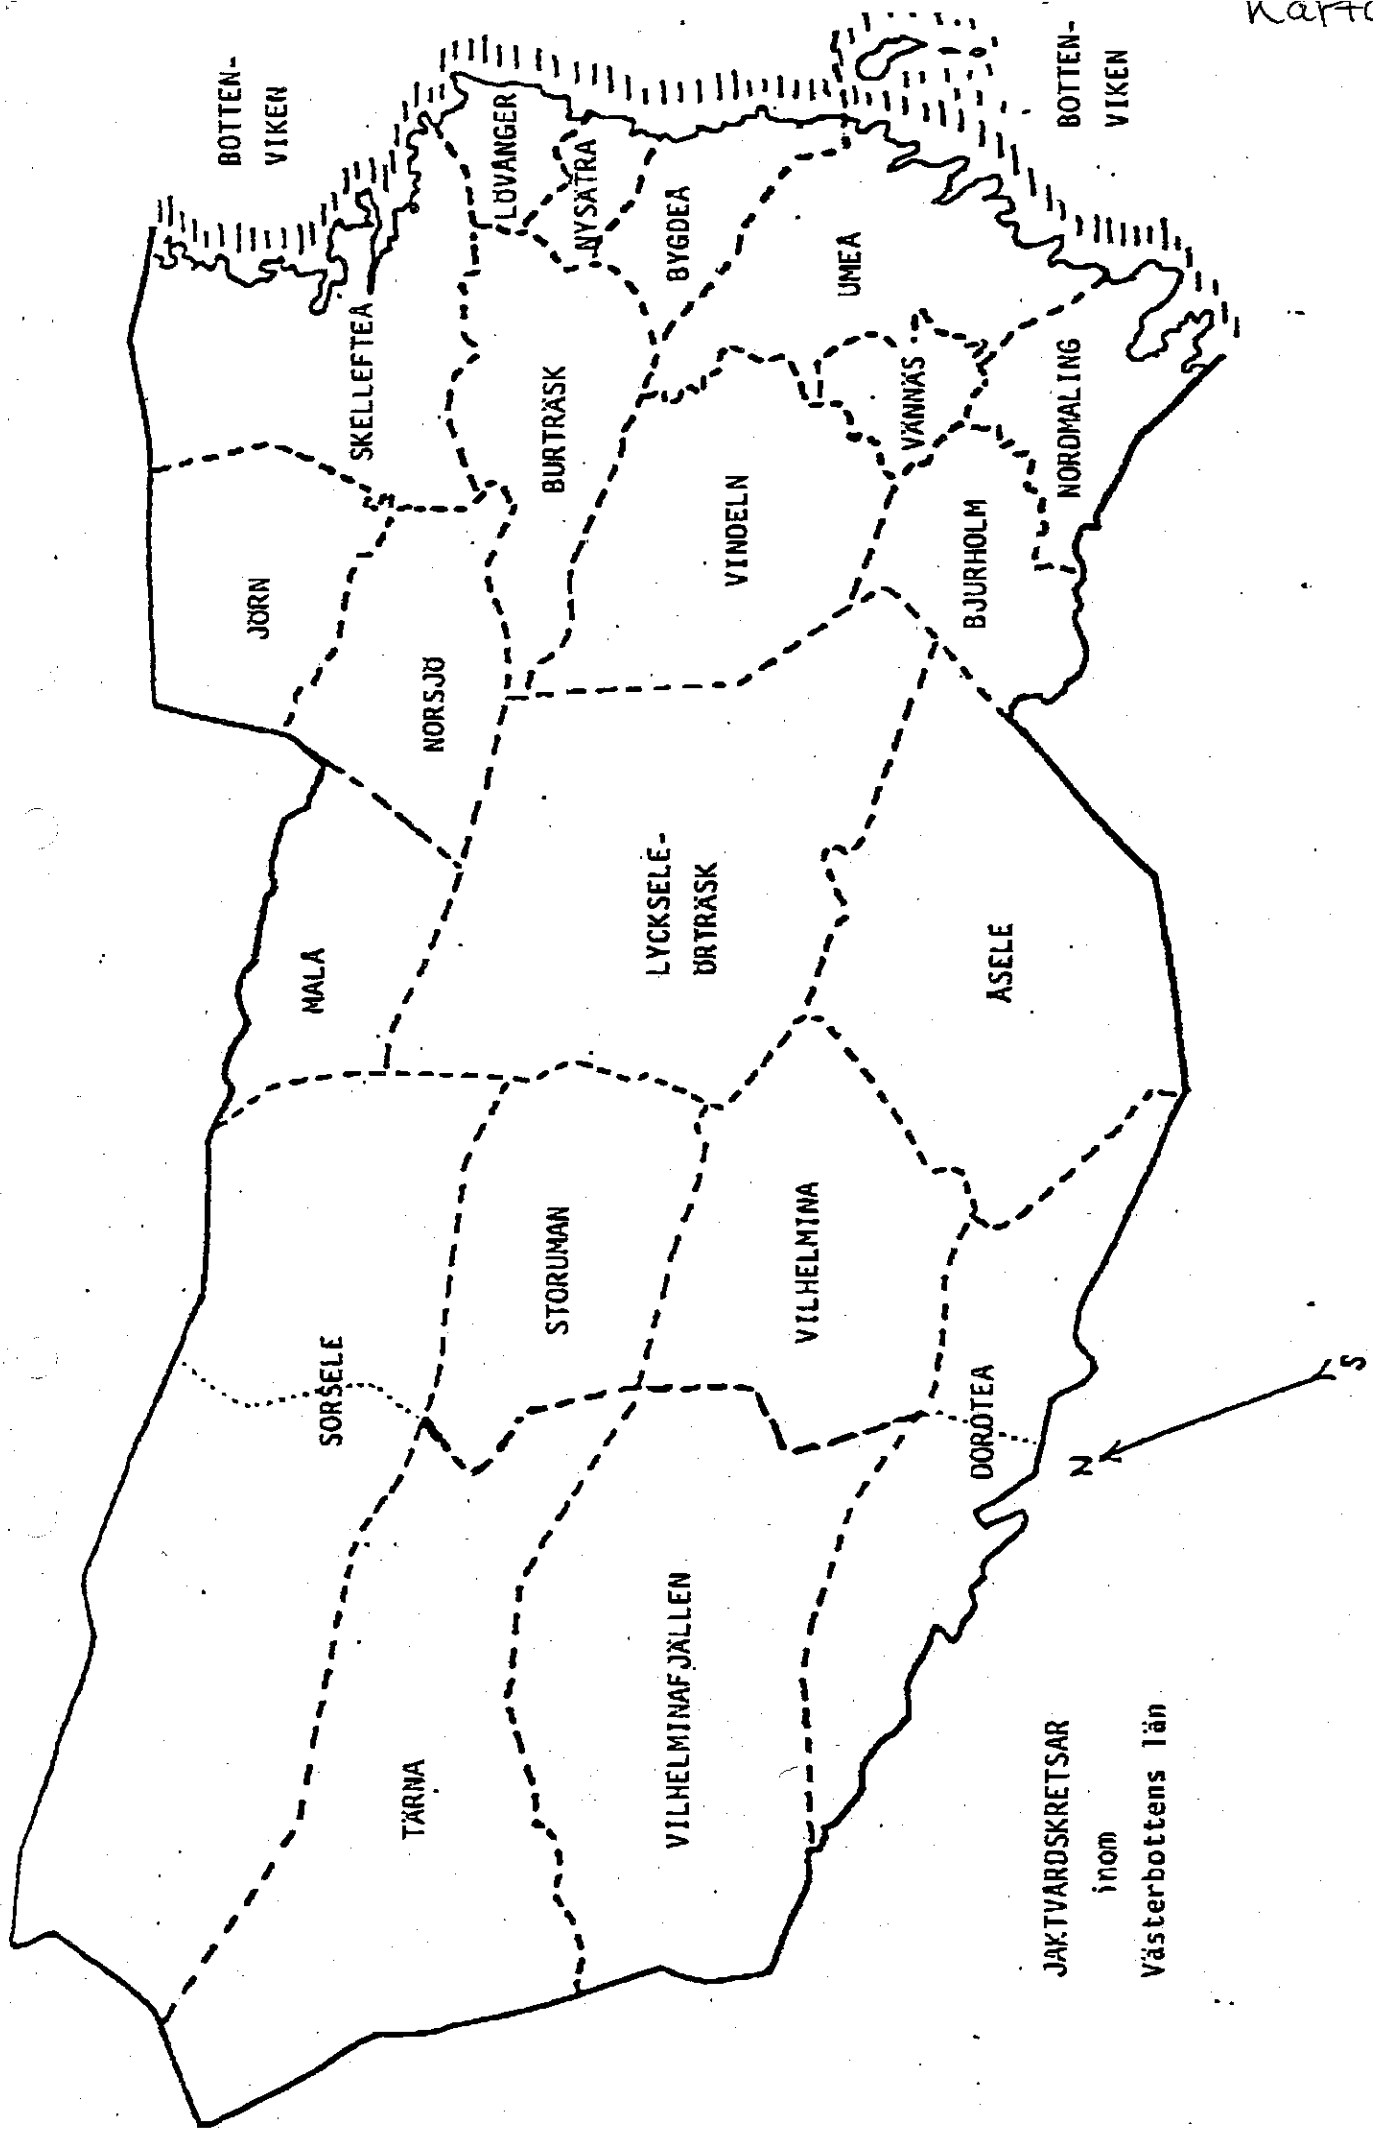 BOTTEN-
VIKEN
JÖRN
MALÅ
SORSELE
SKELLEFTEÅ
TÄRNA
NORSJÖ
LÖVÅNGER
BURTRÄSK
STORUMAN
NYSÄTRA
LYCKSELE-
ÖRTRÄSK
VILHELMINAFJÄLLEN
BYGDEÅ
VINDELN
VILHELMINA
UMEÅ
VÄNNÄS
BJURHOLM
DOROTEA
ÅSELE
NORDMALING
BOTTEN-
VIKEN
JAKTVÅRDSKRETSAR
inom
Västerbottens län
N
S